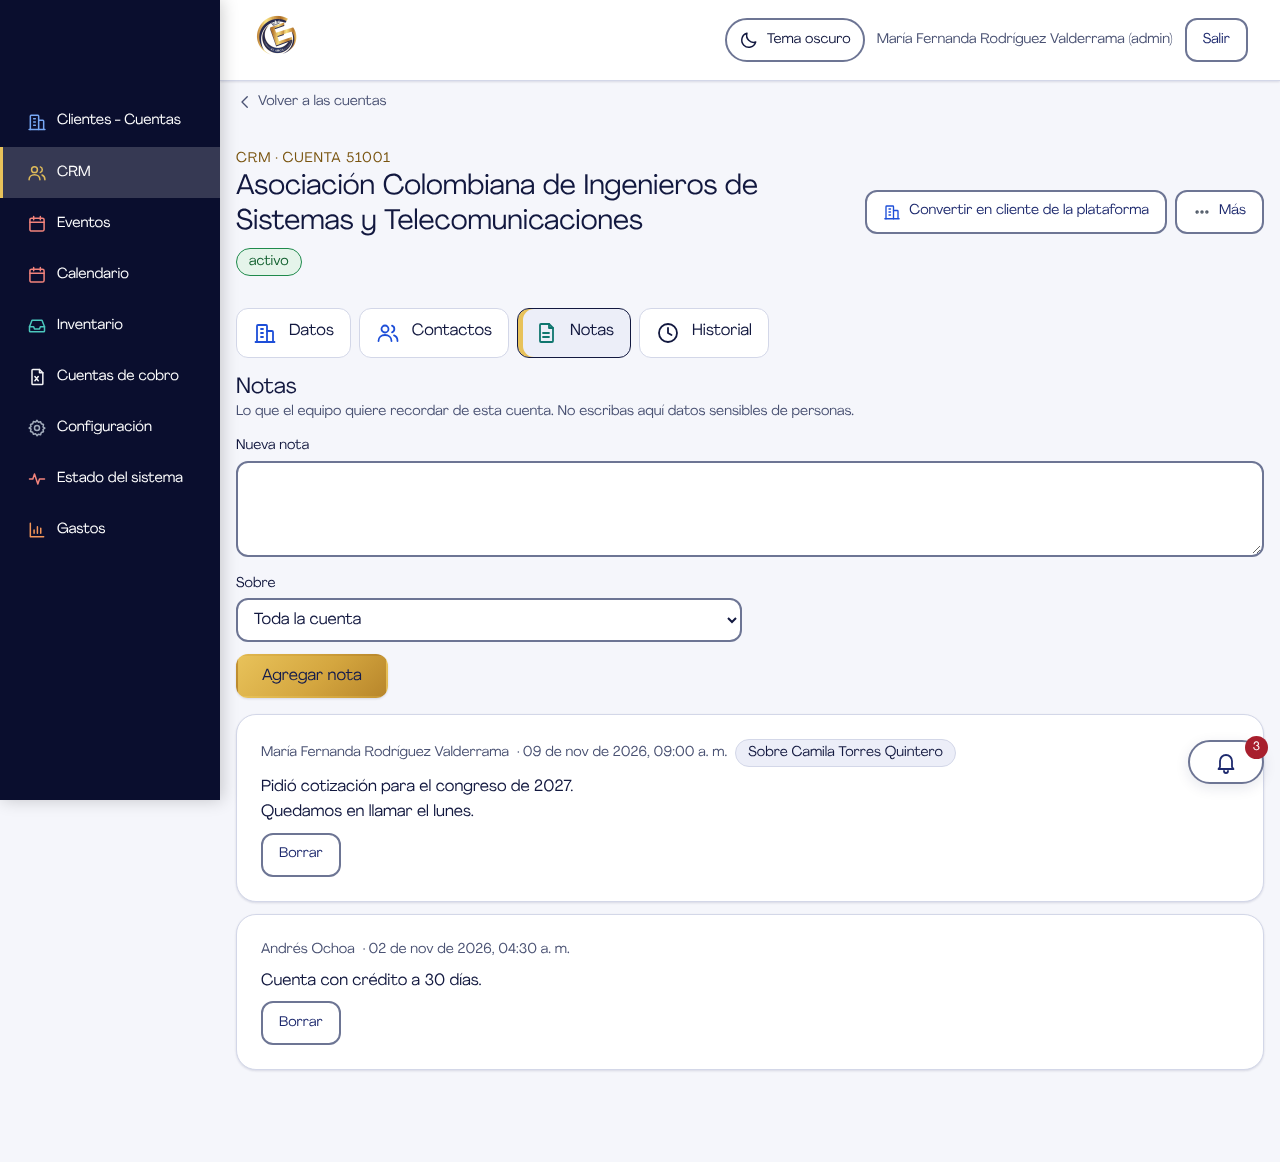 Tema oscuro
María Fernanda Rodríguez Valderrama (admin)
Salir
Clientes - Cuentas
CRM
Eventos
Calendario
Inventario
Cuentas de cobro
Configuración
Estado del sistema
Gastos
Volver a las cuentas
CRM · CUENTA 51001
Asociación Colombiana de Ingenieros de
Sistemas y Telecomunicaciones
activo
Convertir en cliente de la plataforma
Más
Datos
Contactos
Notas
Historial
Notas
Lo que el equipo quiere recordar de esta cuenta. No escribas aquí datos sensibles de personas.
Nueva nota
Sobre
Toda la cuenta
Agregar nota
María Fernanda Rodríguez Valderrama · 09 de nov de 2026, 09:00 a. m. Sobre Camila Torres Quintero
3
Pidió cotización para el congreso de 2027.
Quedamos en llamar el lunes.
Borrar
Andrés Ochoa · 02 de nov de 2026, 04:30 a. m.
Cuenta con crédito a 30 días.
Borrar